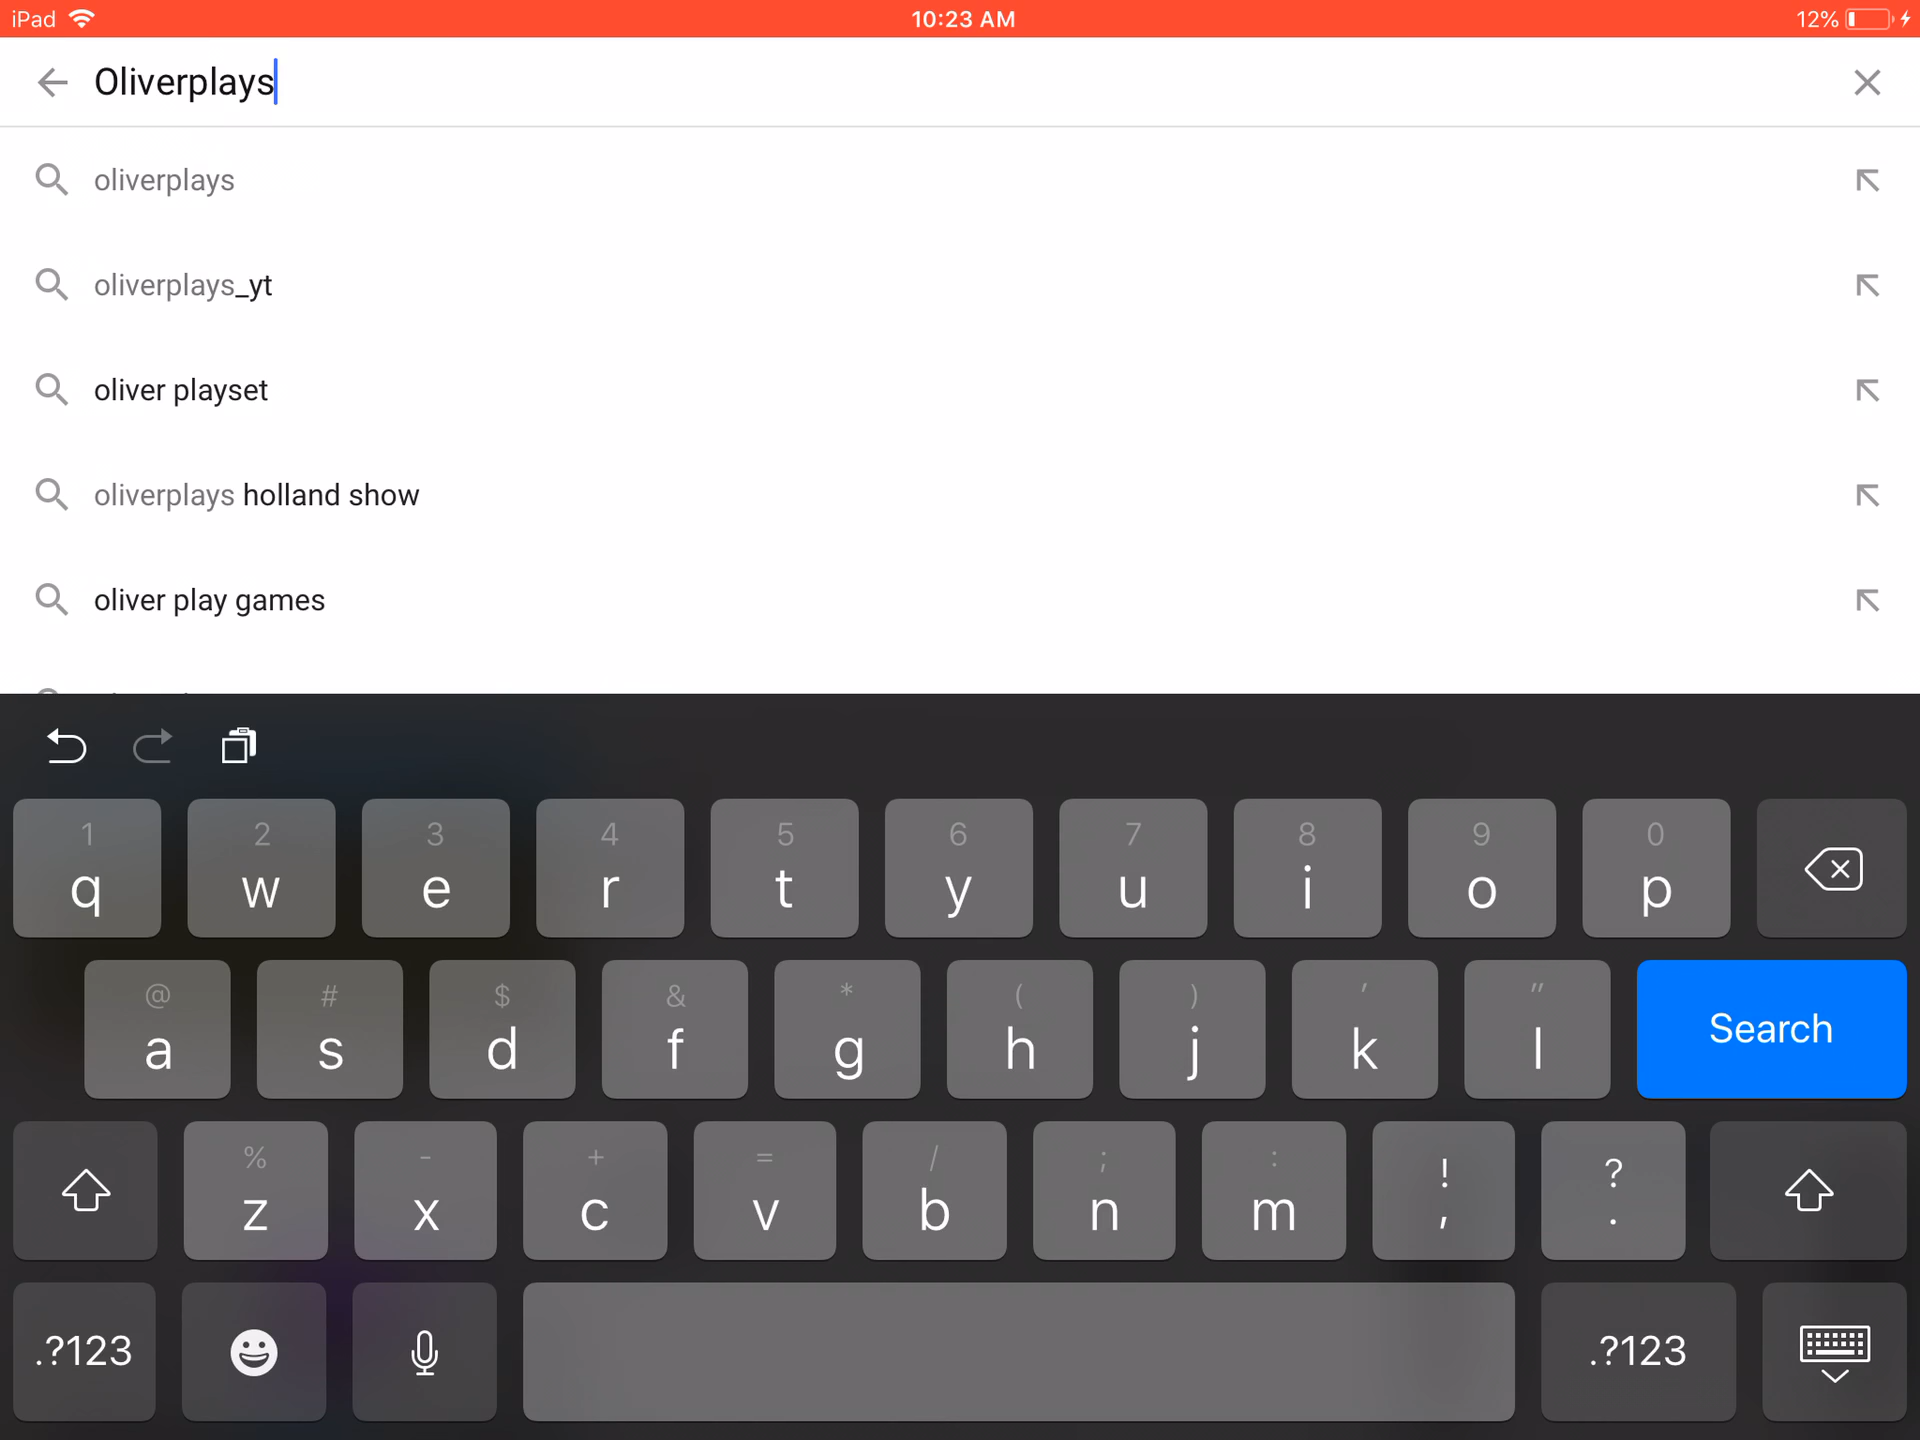 iPad 10:23 AM 12%
Oliverplays
oliverplays
oliverplays_yt
oliver playset
oliverplays holland show
oliver play games
1 2 3 4 5 6 7 8 9 0
q w e r t y u i o p
@ # $ & * ( ) ' "
a s d f g h j k l Search
% - + = / ; : ! ?
z x c v b n m , .
.?123 .?123